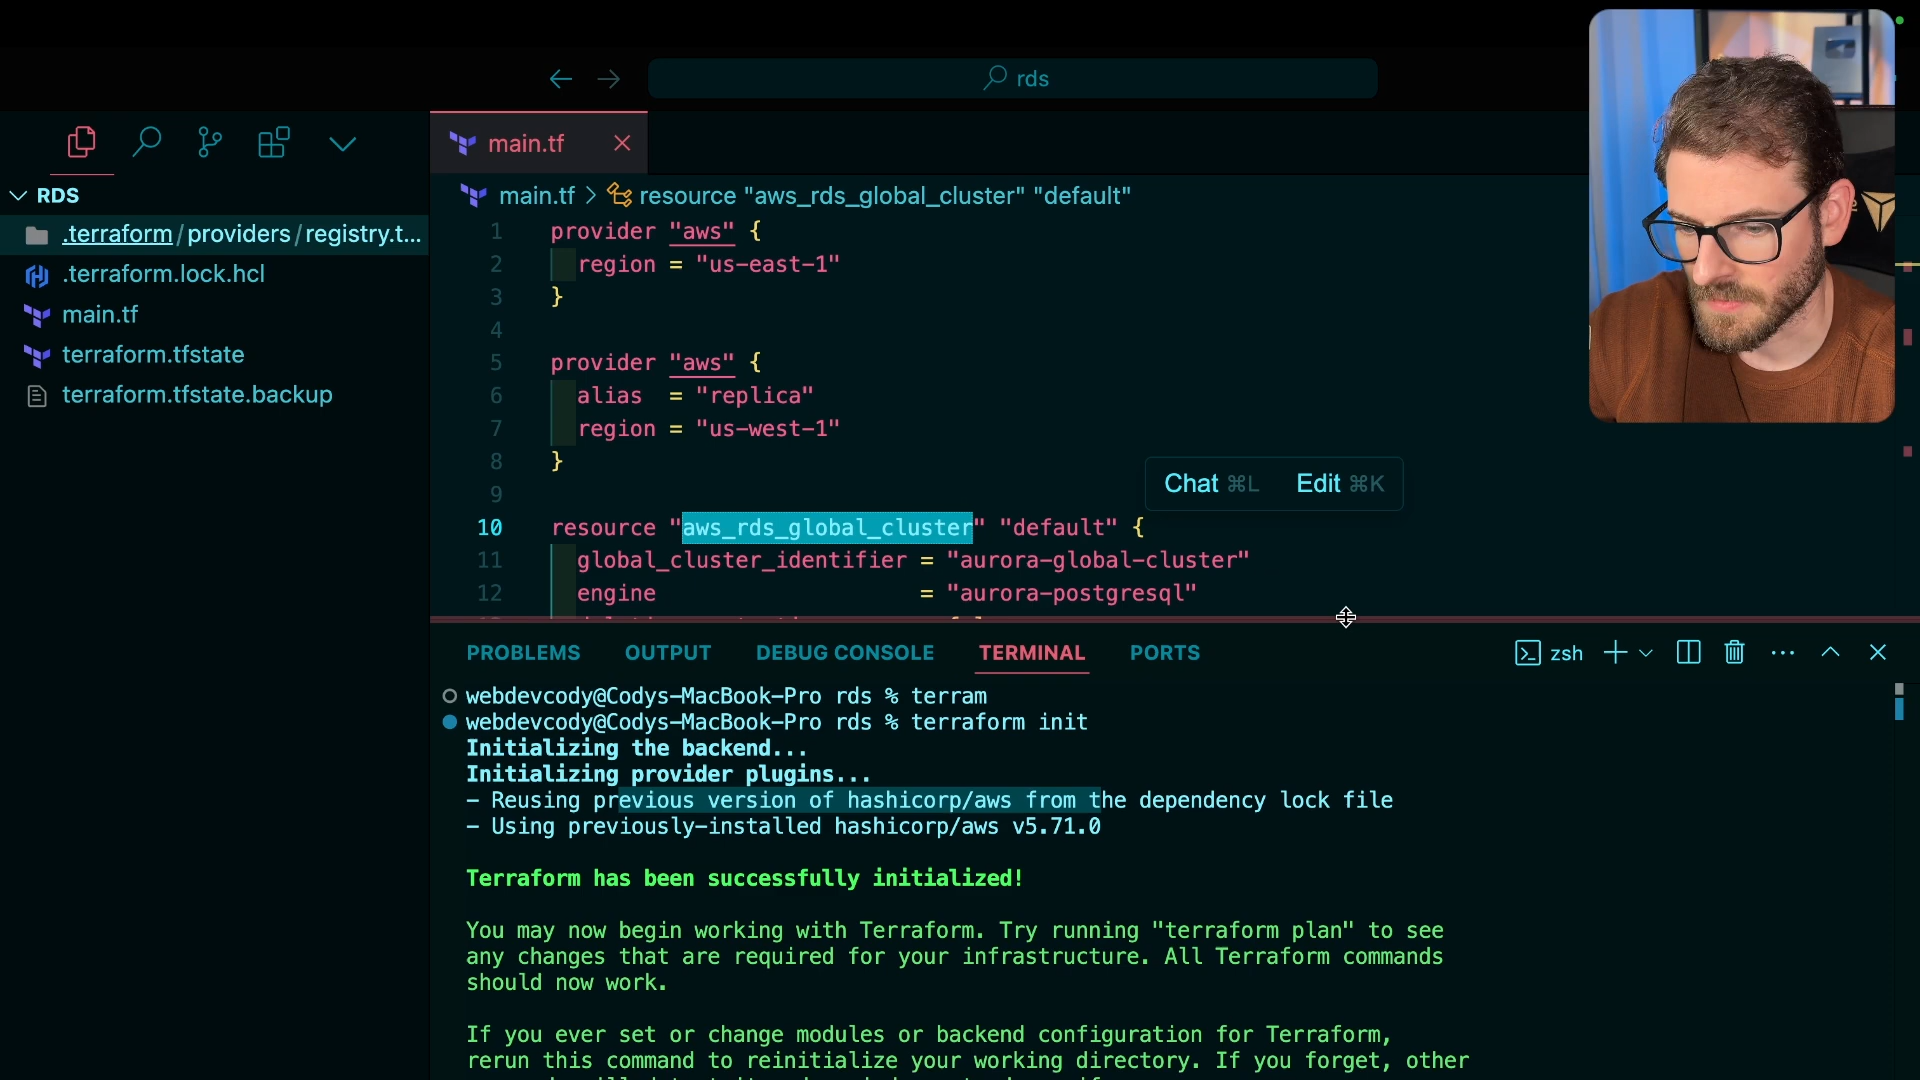 rds
main.tf
RDS
main.tf > resource "aws_rds_global_cluster" "default"
.terraform/providers/registry.t...
.terraform.lock.hcl
main.tf
terraform.tfstate
terraform.tfstate.backup
1 provider "aws" {
2 region = "us-east-1"
3 }
4
5 provider "aws" {
6 alias = "replica"
7 region = "us-west-1"
8 }
9
Chat ⌘L Edit ⌘K
10 resource "aws_rds_global_cluster" "default" {
11 global_cluster_identifier = "aurora-global-cluster"
12 engine = "aurora-postgresql"
PROBLEMS OUTPUT DEBUG CONSOLE TERMINAL PORTS zsh
webdevcody@Codys-MacBook-Pro rds % terram
webdevcody@Codys-MacBook-Pro rds % terraform init
Initializing the backend...
Initializing provider plugins...
- Reusing previous version of hashicorp/aws from the dependency lock file
- Using previously-installed hashicorp/aws v5.71.0
Terraform has been successfully initialized!
You may now begin working with Terraform. Try running "terraform plan" to see
any changes that are required for your infrastructure. All Terraform commands
should now work.
If you ever set or change modules or backend configuration for Terraform,
rerun this command to reinitialize your working directory. If you forget, other